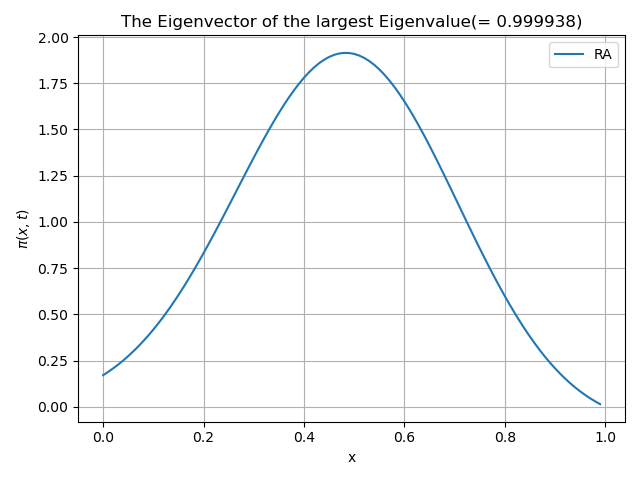 The Eigenvector of the largest Eigenvalue(= 0.999938)
RA
2.00
1.75
1.50
1.25
1.00
0.75
0.50
0.25
0.00
π(x, t)
0.0 0.2 0.4 0.6 0.8 1.0
x